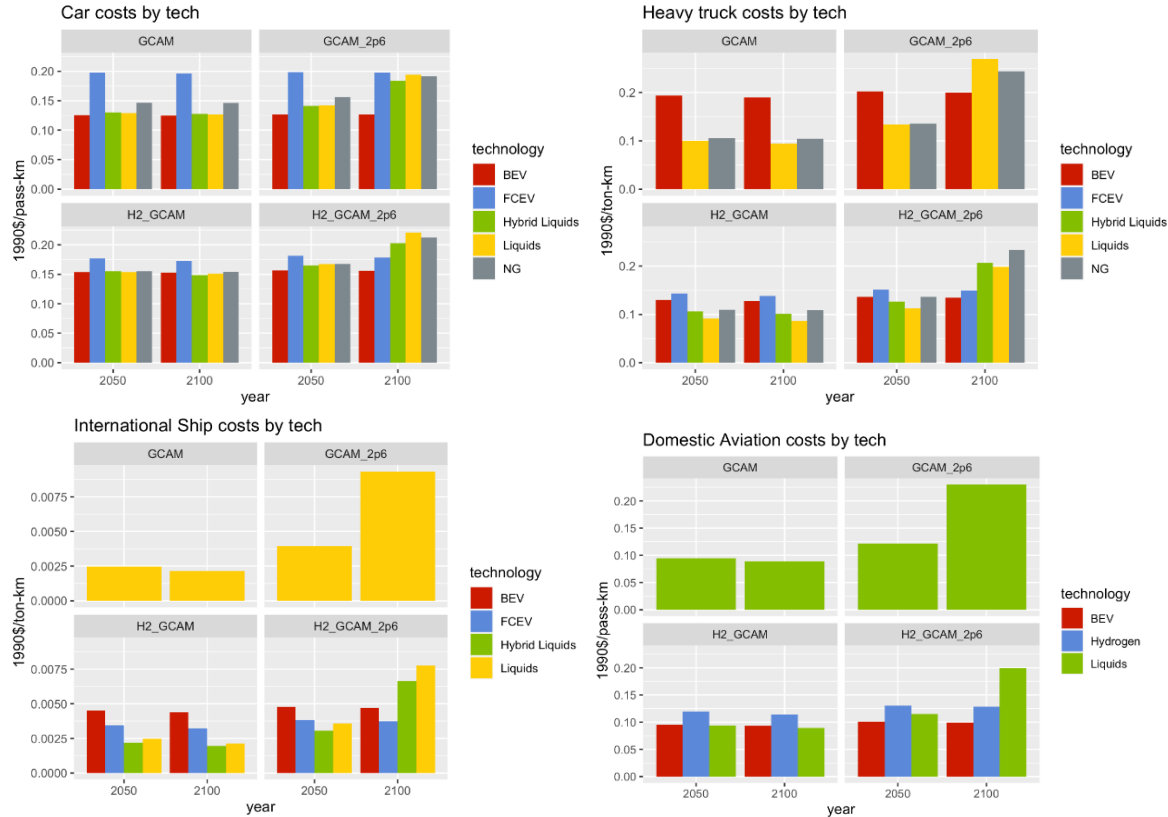 Car costs by tech
GCAM
GCAM_2p6
0.20
0.15
0.10
0.05
0.00
H2_GCAM
H2_GCAM_2p6
0.20
0.15
0.10
0.05
0.00
2050
2100
2050
2100
year
1990$/pass-km
technology
BEV
FCEV
Hybrid Liquids
Liquids
NG
Heavy truck costs by tech
GCAM
GCAM_2p6
0.2
0.1
0.0
H2_GCAM
H2_GCAM_2p6
0.2
0.1
0.0
2050
2100
2050
2100
year
1990$/ton-km
technology
BEV
FCEV
Hybrid Liquids
Liquids
NG
International Ship costs by tech
GCAM
GCAM_2p6
0.0075
0.0050
0.0025
0.0000
H2_GCAM
H2_GCAM_2p6
0.0075
0.0050
0.0025
0.0000
2050
2100
2050
2100
year
1990$/ton-km
technology
BEV
FCEV
Hybrid Liquids
Liquids
Domestic Aviation costs by tech
GCAM
GCAM_2p6
0.20
0.15
0.10
0.05
0.00
H2_GCAM
H2_GCAM_2p6
0.20
0.15
0.10
0.05
0.00
2050
2100
2050
2100
year
1990$/pass-km
technology
BEV
Hydrogen
Liquids